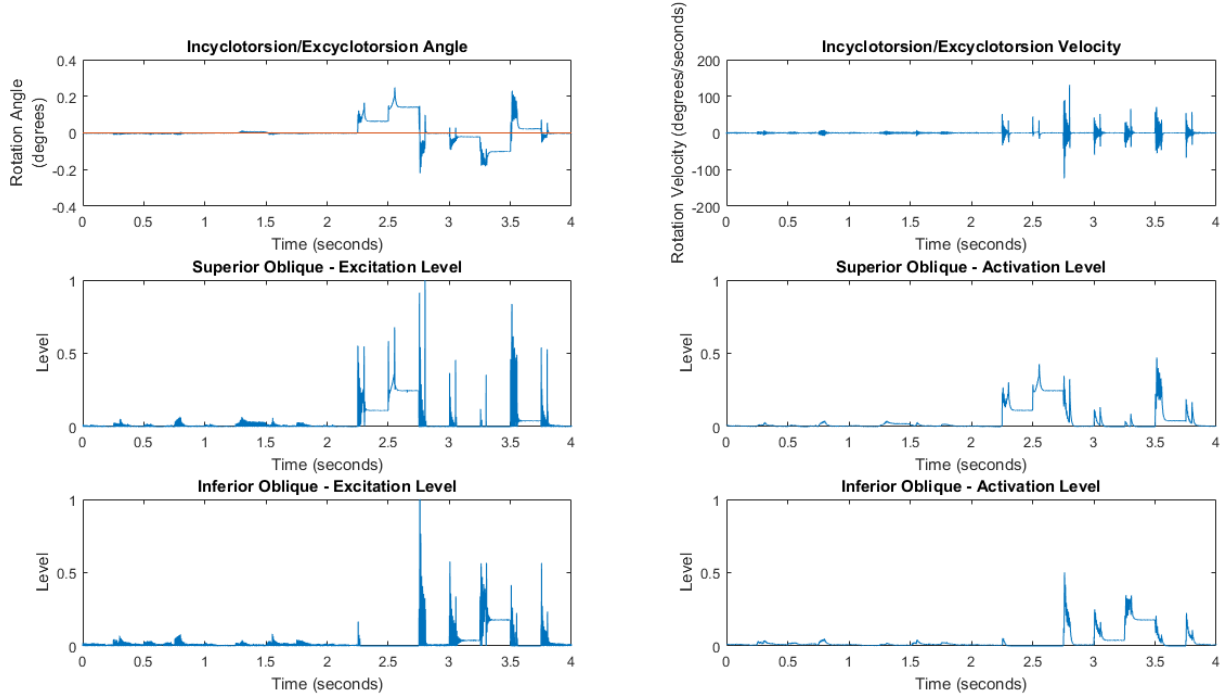 Incyclotorsion/Excyclotorsion Angle
0.4
0.2
0
-0.2
-0.4
Rotation Angle
(degrees)
0 0.5 1 1.5 2 2.5 3 3.5 4
Time (seconds)
Incyclotorsion/Excyclotorsion Velocity
200
100
0
-100
-200
Rotation Velocity (degrees/seconds)
0 0.5 1 1.5 2 2.5 3 3.5 4
Time (seconds)
Superior Oblique - Excitation Level
1
0.5
0
Level
0 0.5 1 1.5 2 2.5 3 3.5 4
Time (seconds)
Superior Oblique - Activation Level
1
0.5
0
Level
0 0.5 1 1.5 2 2.5 3 3.5 4
Time (seconds)
Inferior Oblique - Excitation Level
1
0.5
0
Level
0 0.5 1 1.5 2 2.5 3 3.5 4
Time (seconds)
Inferior Oblique - Activation Level
1
0.5
0
Level
0 0.5 1 1.5 2 2.5 3 3.5 4
Time (seconds)